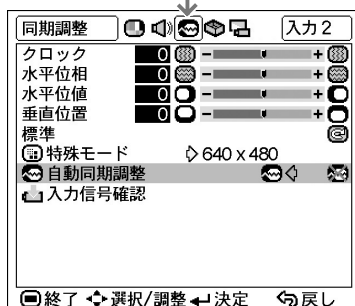 同期調整 入力2
クロック 0 - +
水平位相 0 - +
水平位値 0 - +
垂直位置 0 - +
標準
特殊モード 640 x 480
自動同期調整
入力信号確認
終了 選択/調整 決定 戻し